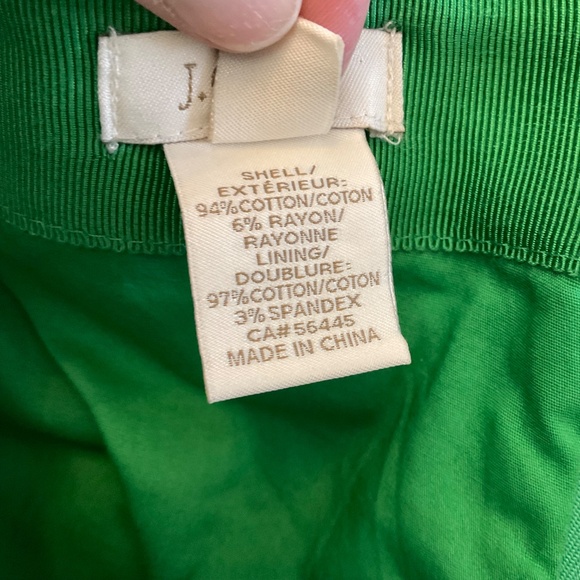 J.
SHELL/
EXTÉRIEUR:
94%COTTON/COTON
6% RAYON/
RAYONNE
LINING/
DOUBLURE:
97%COTTON/COTON
3%SPANDEX
CA#56445
MADE IN CHINA